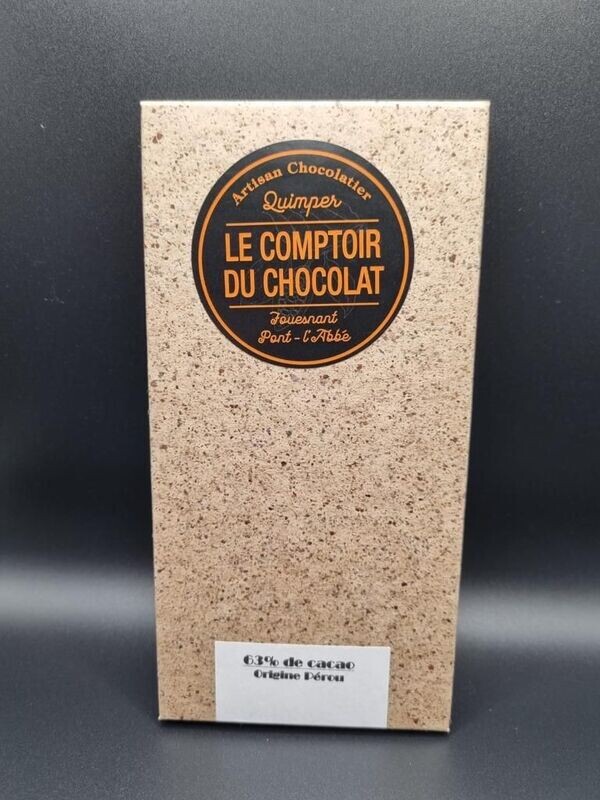 Artisan Chocolatier
Quimper
LE COMPTOIR
DU CHOCOLAT
Fouesnant
Pont-l'Abbé
63% de cacao
Origine Pérou